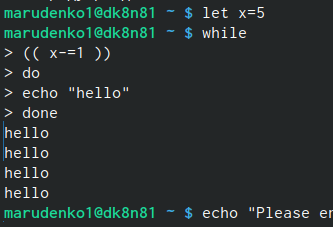 marudenko1@dk8n81 ~ $ let x=5
marudenko1@dk8n81 ~ $ while
> (( x-=1 ))
> do
> echo "hello"
> done
hello
hello
hello
hello
marudenko1@dk8n81 ~ $ echo "Please